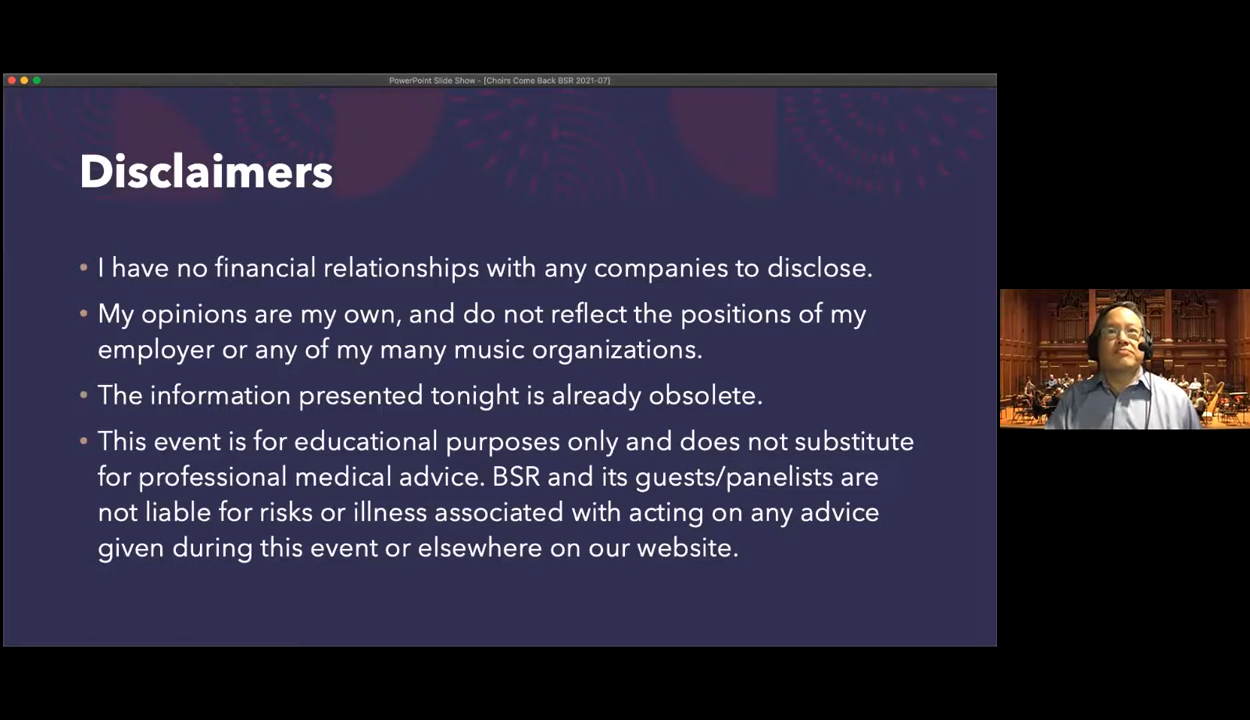 PowerPoint Slide Show - [Choirs Come Back BSR 2021-07]
Disclaimers
• I have no financial relationships with any companies to disclose.
• My opinions are my own, and do not reflect the positions of my
employer or any of my many music organizations.
• The information presented tonight is already obsolete.
• This event is for educational purposes only and does not substitute
for professional medical advice. BSR and its guests/panelists are
not liable for risks or illness associated with acting on any advice
given during this event or elsewhere on our website.